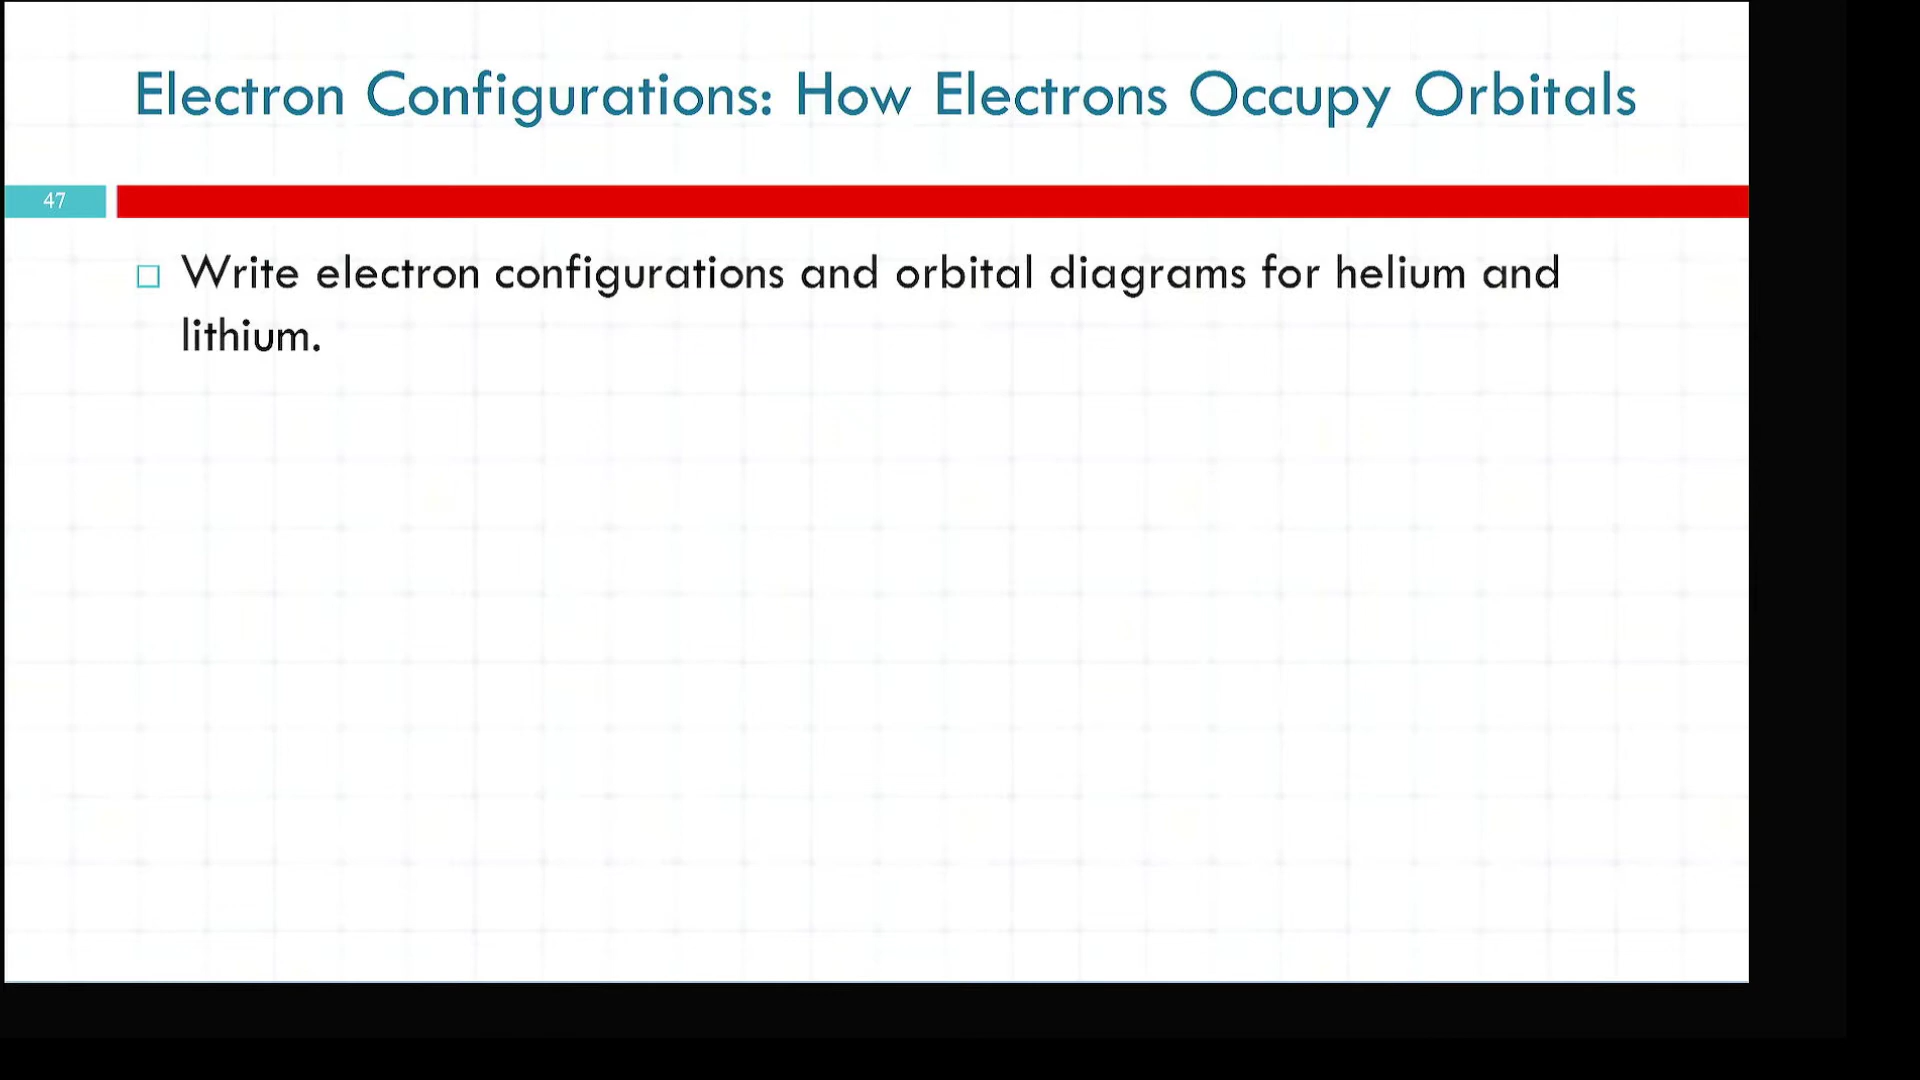 Electron Configurations: How Electrons Occupy Orbitals
47
Write electron configurations and orbital diagrams for helium and
lithium.